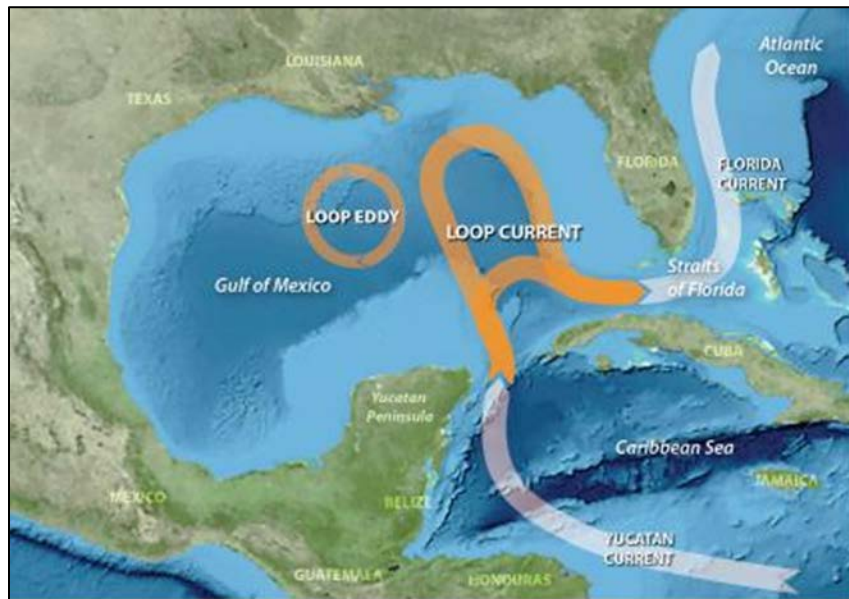 Atlantic
Ocean
LOUISIANA
TEXAS
FLORIDA
FLORIDA
CURRENT
LOOP EDDY
LOOP CURRENT
Gulf of Mexico
Straits
of Florida
CUBA
Yucatan
Peninsula
Caribbean Sea
JAMAICA
MEXICO
BELIZE
YUCATAN
CURRENT
GUATEMALA
HONDURAS